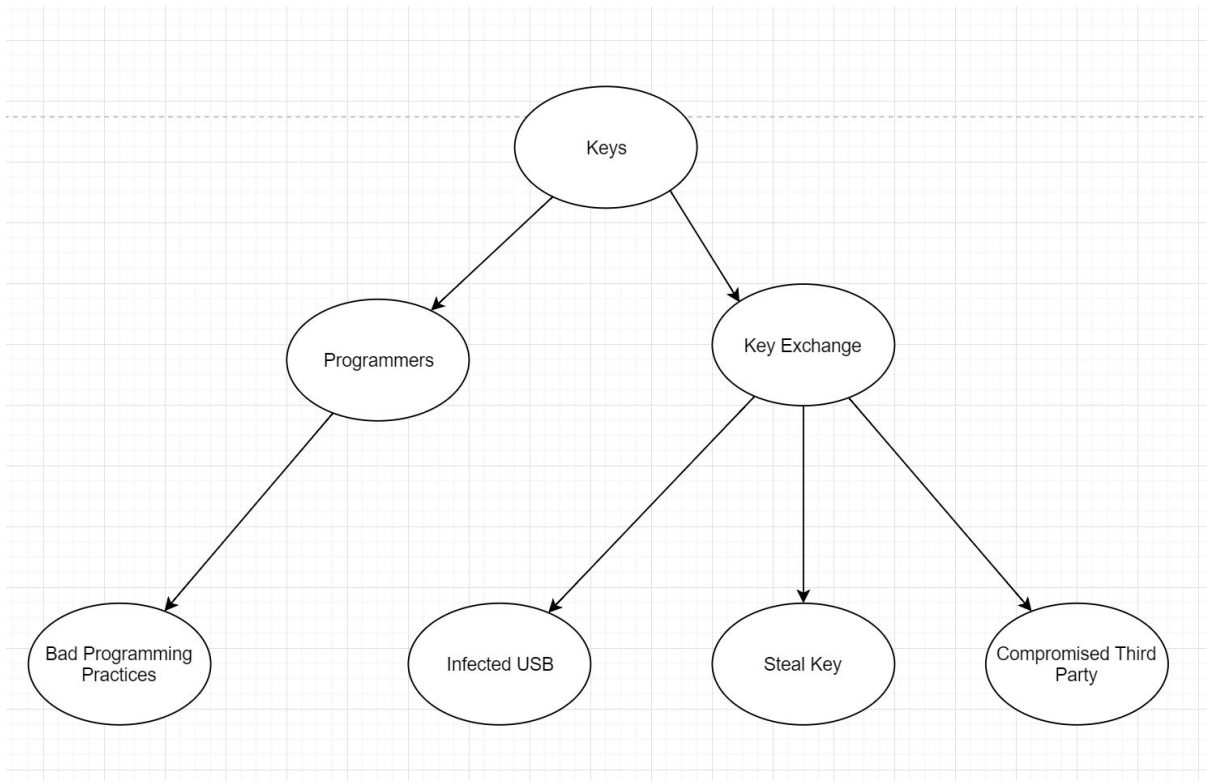 Keys
Programmers
Key Exchange
Bad Programming
Practices
Infected USB
Steal Key
Compromised Third
Party